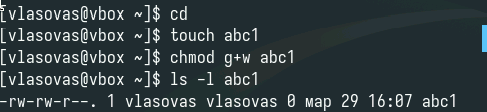 [vlasovas@vbox ~]$ cd
[vlasovas@vbox ~]$ touch abc1
[vlasovas@vbox ~]$ chmod g+w abc1
[vlasovas@vbox ~]$ ls -l abc1
-rw-rw-r--. 1 vlasovas vlasovas 0 мар 29 16:07 abc1